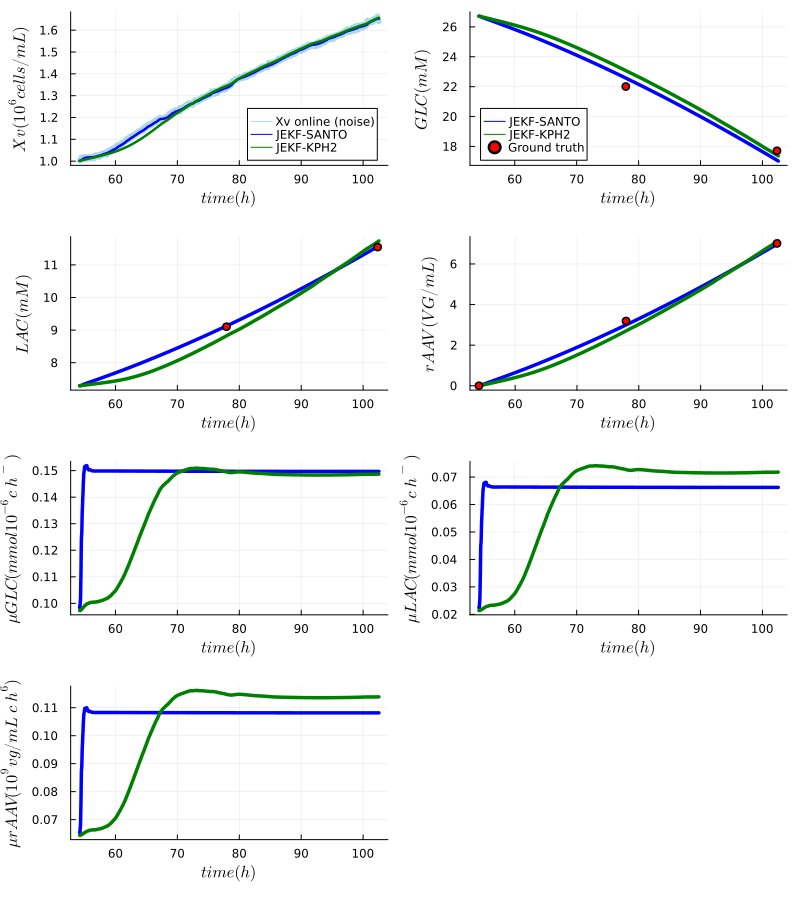 Xv(10^6 cells/mL)
1.6
1.5
1.4
1.3
1.2
1.1
1.0
Xv online (noise)
JEKF-SANTO
JEKF-KPH2
60 70 80 90 100
time(h)
GLC(mM)
26
24
22
20
18
JEKF-SANTO
JEKF-KPH2
Ground truth
60 70 80 90 100
time(h)
LAC(mM)
11
10
9
8
60 70 80 90 100
time(h)
rAAV(VG/mL)
6
4
2
0
60 70 80 90 100
time(h)
μGLC(mmol10^-6 c h^-)
0.15
0.14
0.13
0.12
0.11
0.10
60 70 80 90 100
time(h)
μLAC(mmol10^-6 c h^-)
0.07
0.06
0.05
0.04
0.03
0.02
60 70 80 90 100
time(h)
μrAAV(10^9 vg/mL c h^6)
0.11
0.10
0.09
0.08
0.07
60 70 80 90 100
time(h)